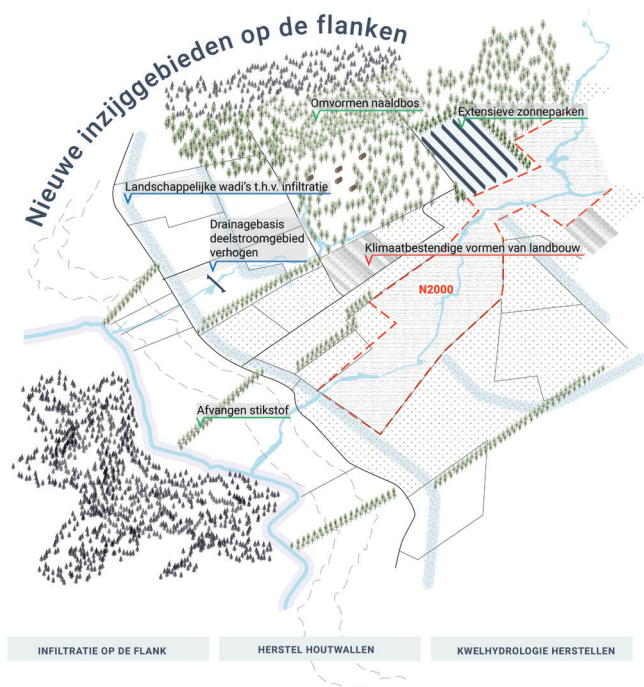 Nieuwe inzijggebieden op de flanken
Omvormen naaldbos
Extensieve zonneparken
Landschappelijke wadi's t.h.v. infiltratie
Drainagebasis
deelstroomgebied
verhogen
Klimaatbestendige vormen van landbouw
N2000
Afvangen stikstof
INFILTRATIE OP DE FLANK
HERSTEL HOUTWALLEN
KWELHYDROLOGIE HERSTELLEN